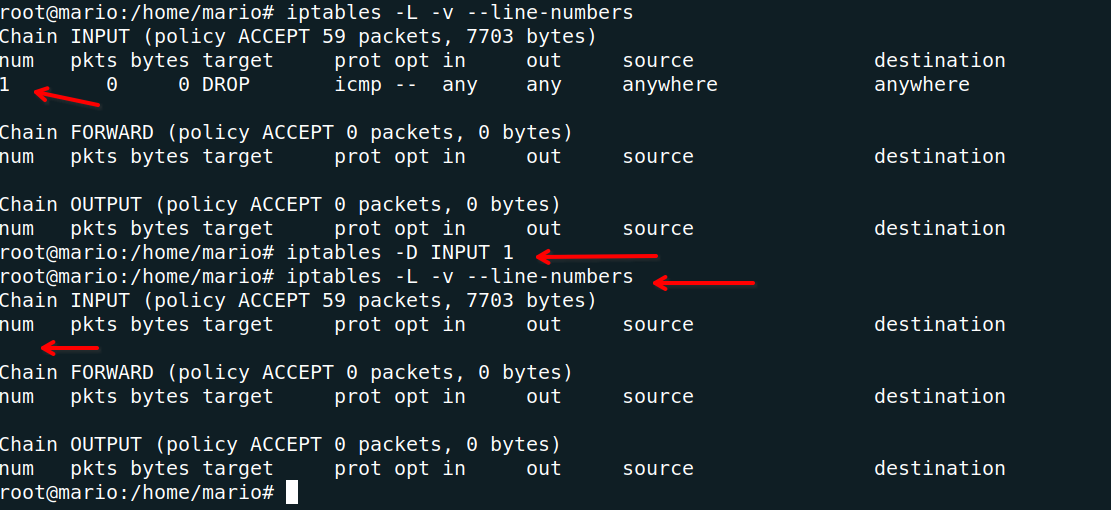 root@mario:/home/mario# iptables -L -v --line-numbers
Chain INPUT (policy ACCEPT 59 packets, 7703 bytes)
num   pkts bytes target     prot opt in     out     source               destination
1        0     0 DROP       icmp --  any    any     anywhere             anywhere
Chain FORWARD (policy ACCEPT 0 packets, 0 bytes)
num   pkts bytes target     prot opt in     out     source               destination
Chain OUTPUT (policy ACCEPT 0 packets, 0 bytes)
num   pkts bytes target     prot opt in     out     source               destination
root@mario:/home/mario# iptables -D INPUT 1
root@mario:/home/mario# iptables -L -v --line-numbers
Chain INPUT (policy ACCEPT 59 packets, 7703 bytes)
num   pkts bytes target     prot opt in     out     source               destination
Chain FORWARD (policy ACCEPT 0 packets, 0 bytes)
num   pkts bytes target     prot opt in     out     source               destination
Chain OUTPUT (policy ACCEPT 0 packets, 0 bytes)
num   pkts bytes target     prot opt in     out     source               destination
root@mario:/home/mario#